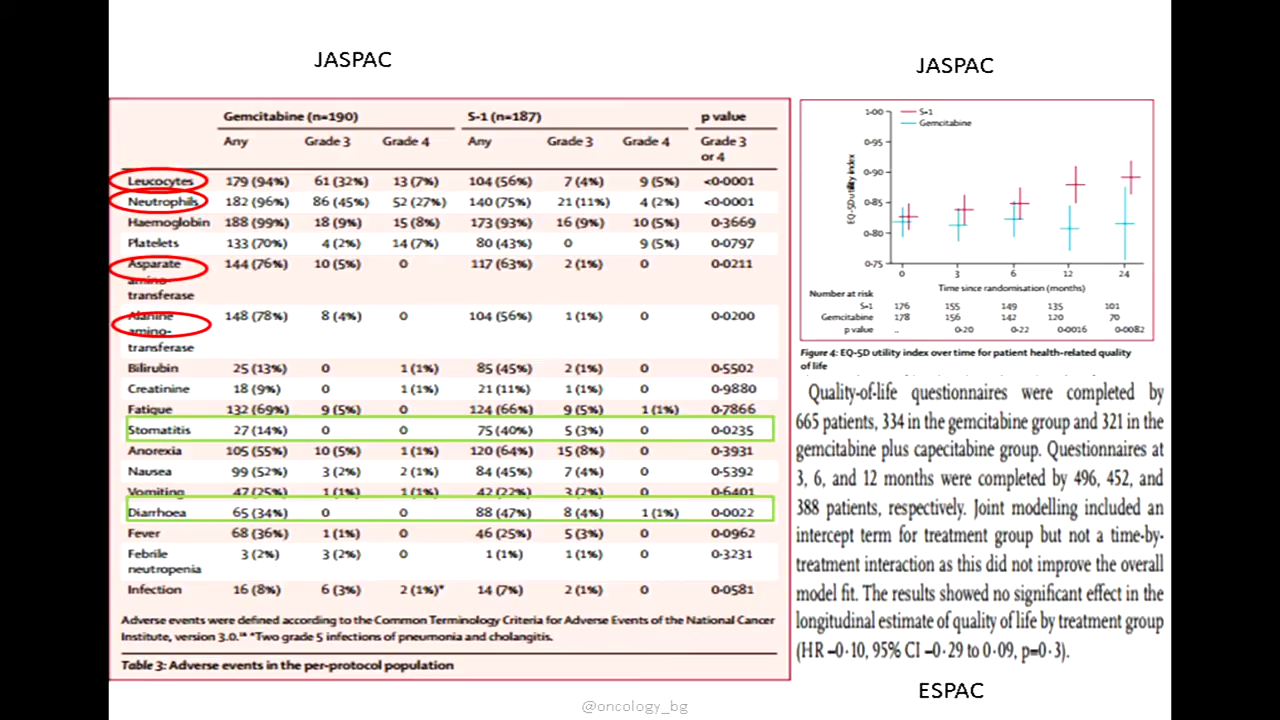 JASPAC
JASPAC
Gemcitabine (n=190) S-1 (n=187) p value
Any Grade 3 Grade 4 Any Grade 3 Grade 4 Grade 3
or 4
Leucocytes 179 (94%) 61 (32%) 13 (7%) 104 (56%) 7 (4%) 9 (5%) <0·0001
Neutrophils 182 (96%) 86 (45%) 52 (27%) 140 (75%) 21 (11%) 4 (2%) <0·0001
Haemoglobin 188 (99%) 18 (9%) 15 (8%) 173 (93%) 16 (9%) 10 (5%) 0·3669
Platelets 133 (70%) 4 (2%) 14 (7%) 80 (43%) 0 9 (5%) 0·0797
Asparate 144 (76%) 10 (5%) 0 117 (63%) 2 (1%) 0 0·0211
amino-
transferase
Alanine 148 (78%) 8 (4%) 0 104 (56%) 1 (1%) 0 0·0200
amino-
transferase
Bilirubin 25 (13%) 0 1 (1%) 85 (45%) 2 (1%) 0 0·5502
Creatinine 18 (9%) 0 1 (1%) 21 (11%) 1 (1%) 0 0·9880
Fatigue 132 (69%) 9 (5%) 0 124 (66%) 9 (5%) 1 (1%) 0·7866
Stomatitis 27 (14%) 0 0 75 (40%) 5 (3%) 0 0·0235
Anorexia 105 (55%) 10 (5%) 1 (1%) 120 (64%) 15 (8%) 0 0·3931
Nausea 99 (52%) 3 (2%) 2 (1%) 84 (45%) 7 (4%) 0 0·5392
Vomiting 47 (25%) 1 (1%) 1 (1%) 42 (22%) 3 (2%) 0 0·6401
Diarrhoea 65 (34%) 0 0 88 (47%) 8 (4%) 1 (1%) 0·0022
Fever 68 (36%) 1 (1%) 0 46 (25%) 5 (3%) 0 0·0962
Febrile 3 (2%) 3 (2%) 0 1 (1%) 1 (1%) 0 0·3231
neutropenia
Infection 16 (8%) 6 (3%) 2 (1%)* 14 (7%) 2 (1%) 0 0·0581
Adverse events were defined according to the Common Terminology Criteria for Adverse Events of the National Cancer
Institute, version 3.0.¹⁸ *Two grade 5 infections of pneumonia and cholangitis.
Table 3: Adverse events in the per-protocol population
EQ-5D utility index
1·00
0·95
0·90
0·85
0·80
0·75
S-1
Gemcitabine
0 3 6 12 24
Time since randomisation (months)
Number at risk
S-1 176 155 149 135 101
Gemcitabine 178 156 142 120 70
p value .. 0·20 0·22 0·0016 0·0082
Figure 4: EQ-5D utility index over time for patient health-related quality
of life
Quality-of-life questionnaires were completed by
665 patients, 334 in the gemcitabine group and 321 in the
gemcitabine plus capecitabine group. Questionnaires at
3, 6, and 12 months were completed by 496, 452, and
388 patients, respectively. Joint modelling included an
intercept term for treatment group but not a time-by-
treatment interaction as this did not improve the overall
model fit. The results showed no significant effect in the
longitudinal estimate of quality of life by treatment group
(HR –0·10, 95% CI –0·29 to 0·09, p=0·3).
ESPAC
@oncology_bg